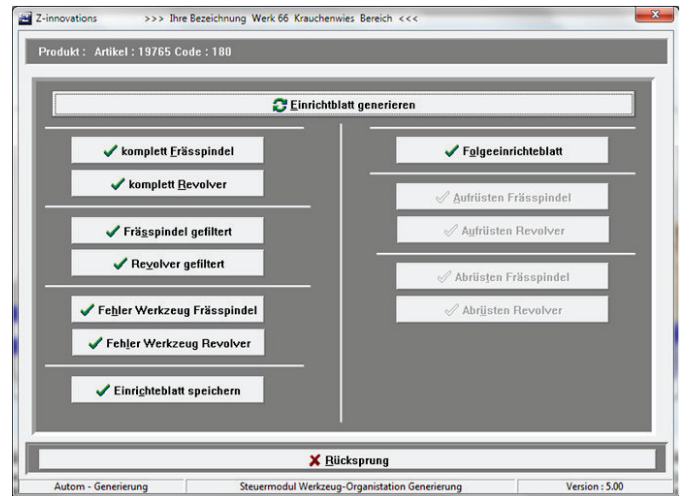 Z-innovations >>> Ihre Bezeichnung Werk 66 Krauchenwies Bereich <<<
Produkt : Artikel : 19765 Code : 180
Einrichtblatt generieren
komplett Frässpindel
komplett Revolver
Frässpindel gefiltert
Revolver gefiltert
Fehler Werkzeug Frässpindel
Fehler Werkzeug Revolver
Einrichteblatt speichern
Folgeeinrichteblatt
Aufrüsten Frässpindel
Aufrüsten Revolver
Abrüsten Frässpindel
Abrüsten Revolver
Rücksprung
Autom - Generierung Steuermodul Werkzeug-Organistation Generierung Version : 5.00